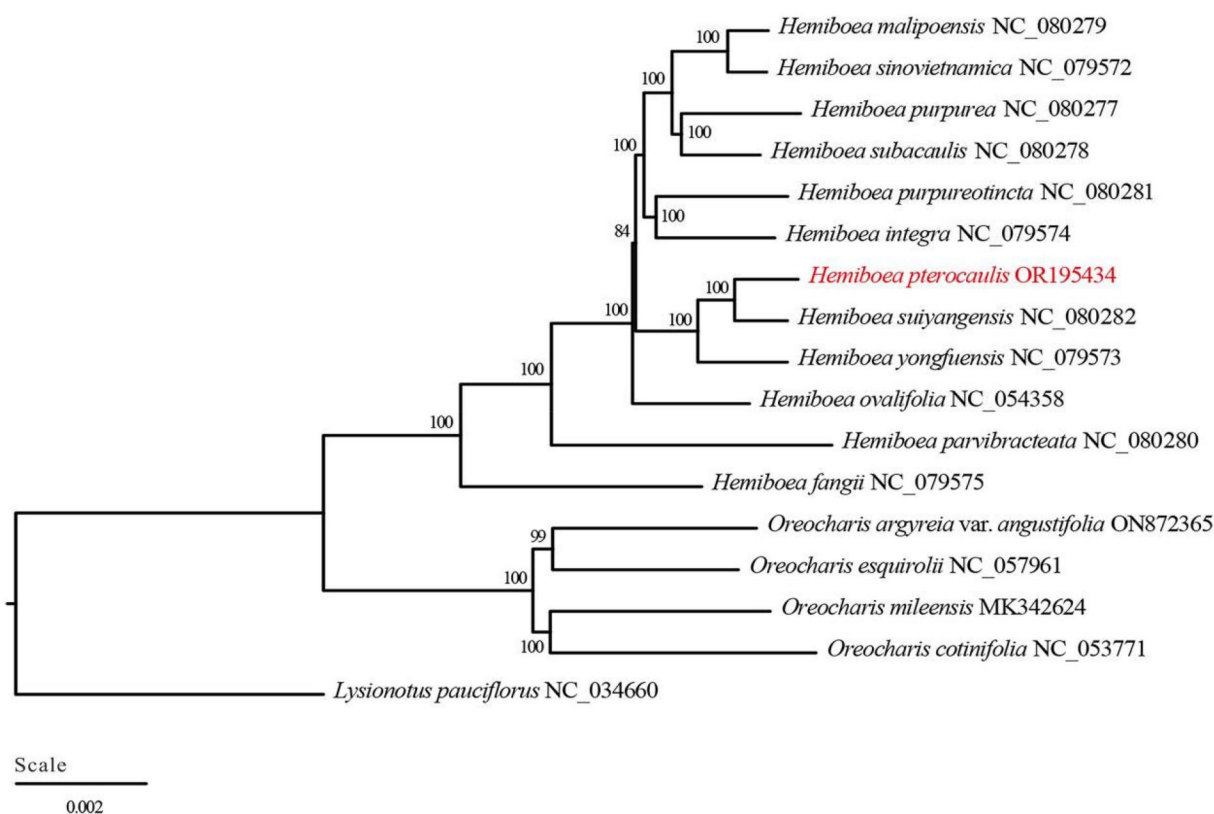 Hemiboea malipoensis NC_080279
100
Hemiboea sinovietnamica NC_079572
100
Hemiboea purpurea NC_080277
100
Hemiboea subacaulis NC_080278
100
Hemiboea purpureotincta NC_080281
100
Hemiboea integra NC_079574
84
Hemiboea pterocaulis OR195434
100
Hemiboea suiyangensis NC_080282
100
100
Hemiboea yongfuensis NC_079573
100
Hemiboea ovalifolia NC_054358
100
Hemiboea parvibracteata NC_080280
Hemiboea fangii NC_079575
Oreocharis argyreia var. angustifolia ON872365
99
Oreocharis esquirolii NC_057961
100
Oreocharis mileensis MK342624
100
Oreocharis cotinifolia NC_053771
Lysionotus pauciflorus NC_034660
Scale
0.002